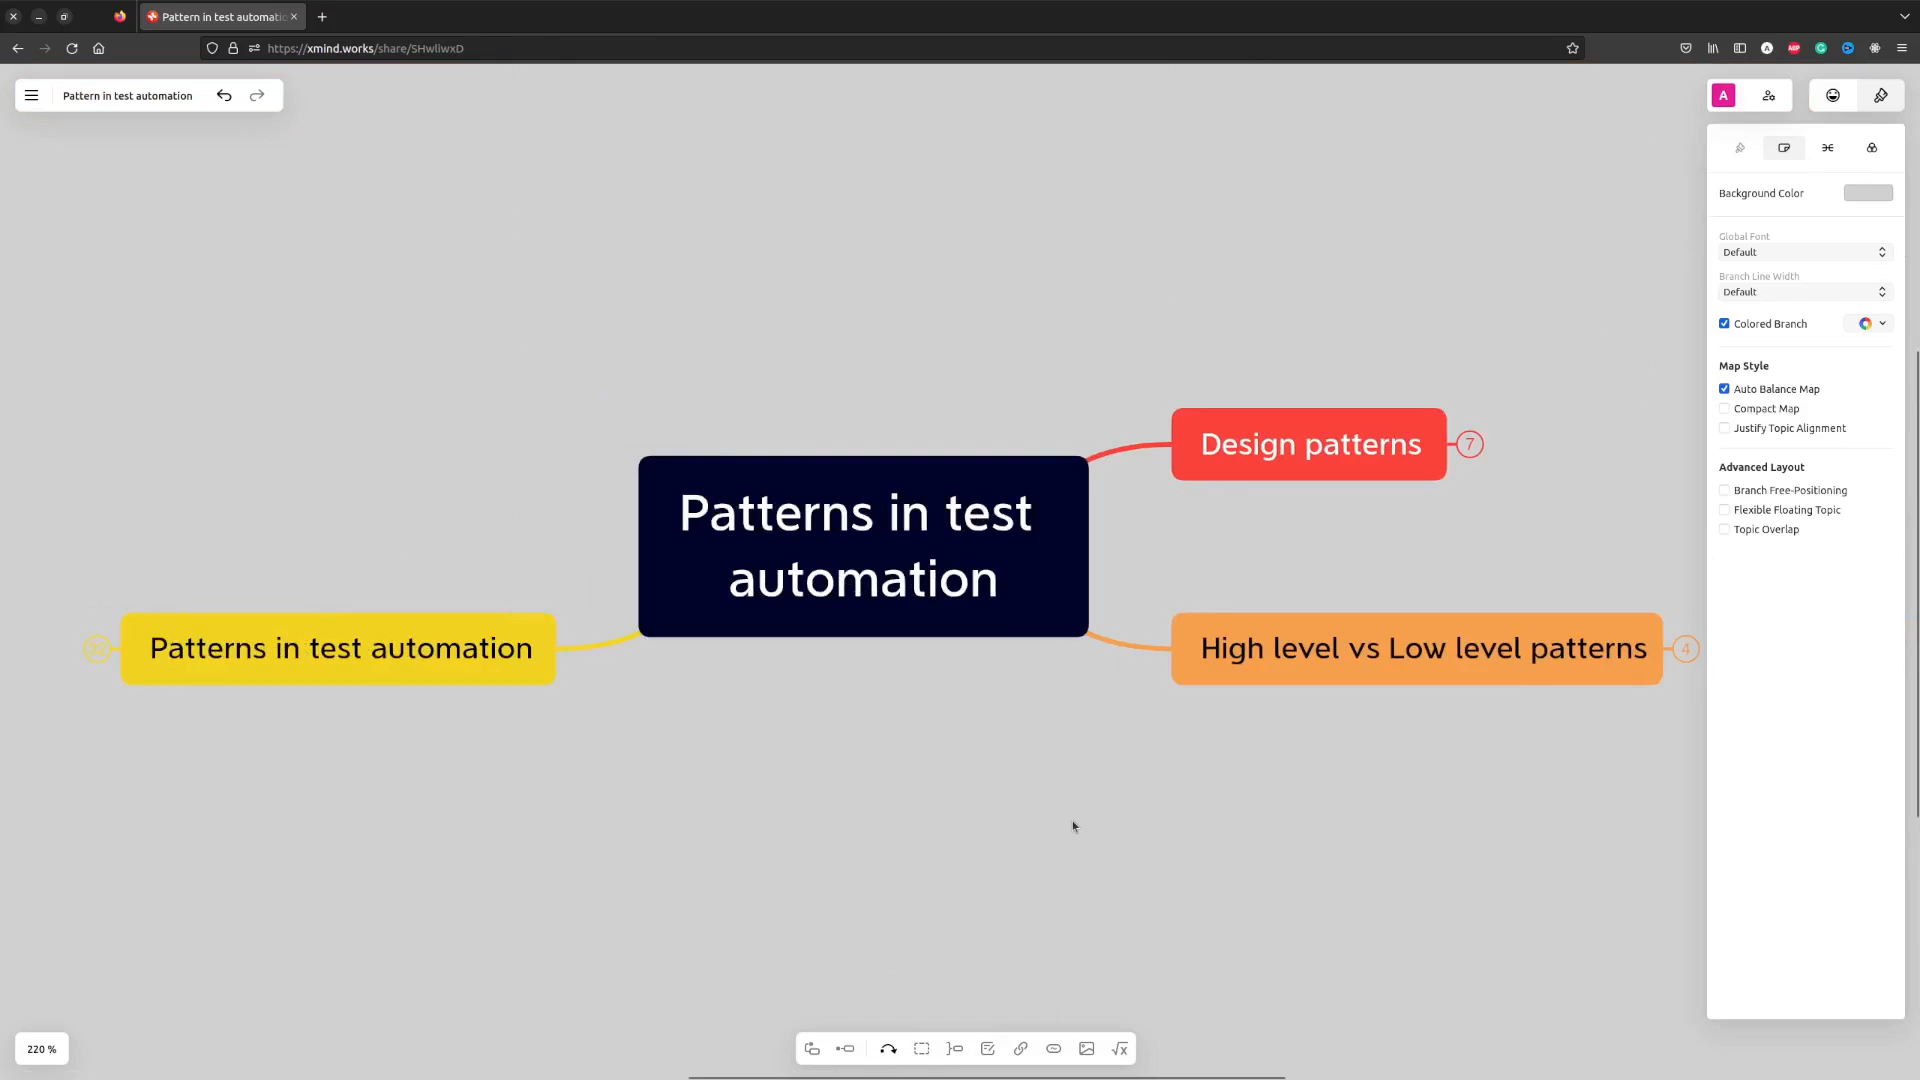 Pattern in test automati
https://xmind.works/share/SHwliwxD
Pattern in test automation
A
Background Color
Global Font
Default
Branch Line Width
Default
Colored Branch
Map Style
Auto Balance Map
Compact Map
Justify Topic Alignment
Advanced Layout
Branch Free-Positioning
Flexible Floating Topic
Topic Overlap
Design patterns
7
Patterns in test
automation
Patterns in test automation
High level vs Low level patterns
4
220 %